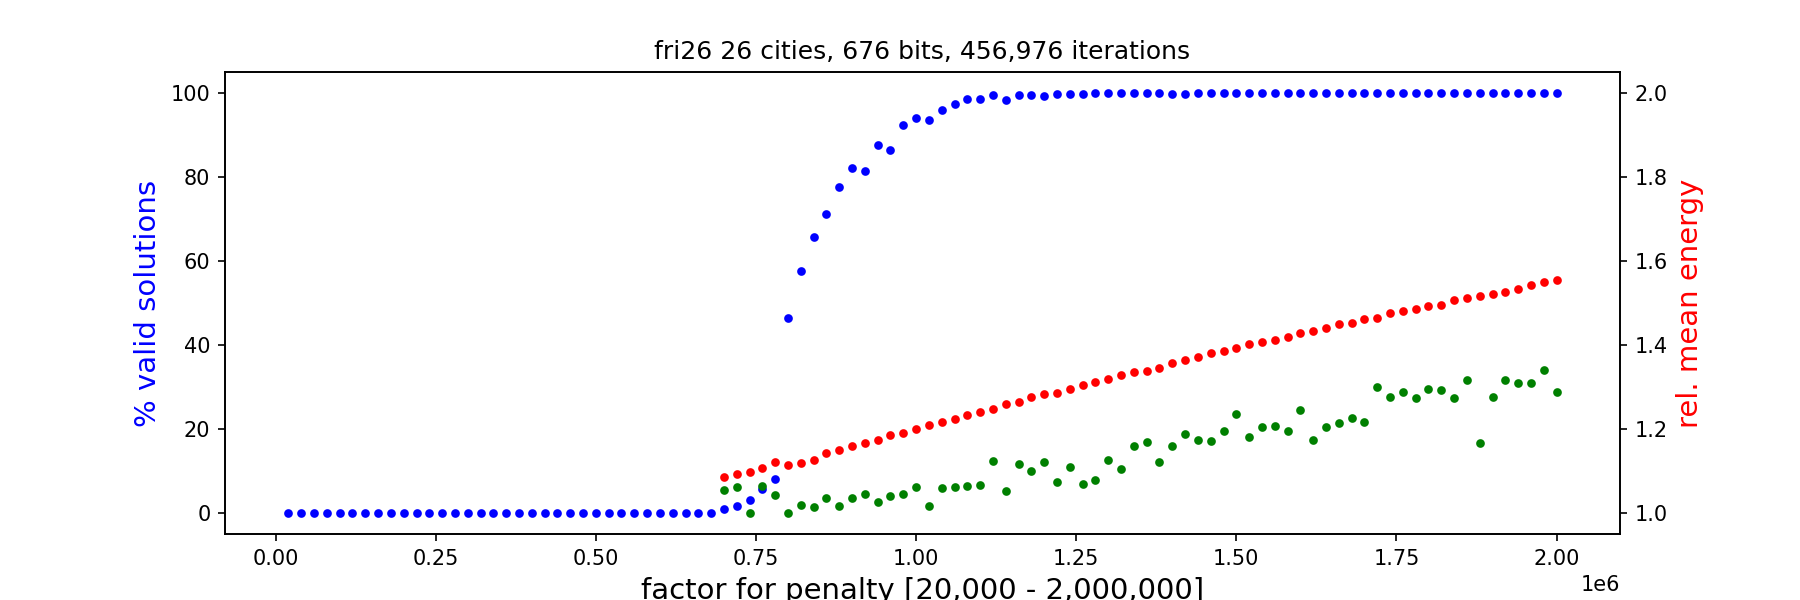 fri26 26 cities, 676 bits, 456,976 iterations
100
80
60
40
20
0
% valid solutions
2.0
1.8
1.6
1.4
1.2
1.0
rel. mean energy
0.00 0.25 0.50 0.75 1.00 1.25 1.50 1.75 2.00
1e6
factor for penalty [20,000 - 2,000,000]